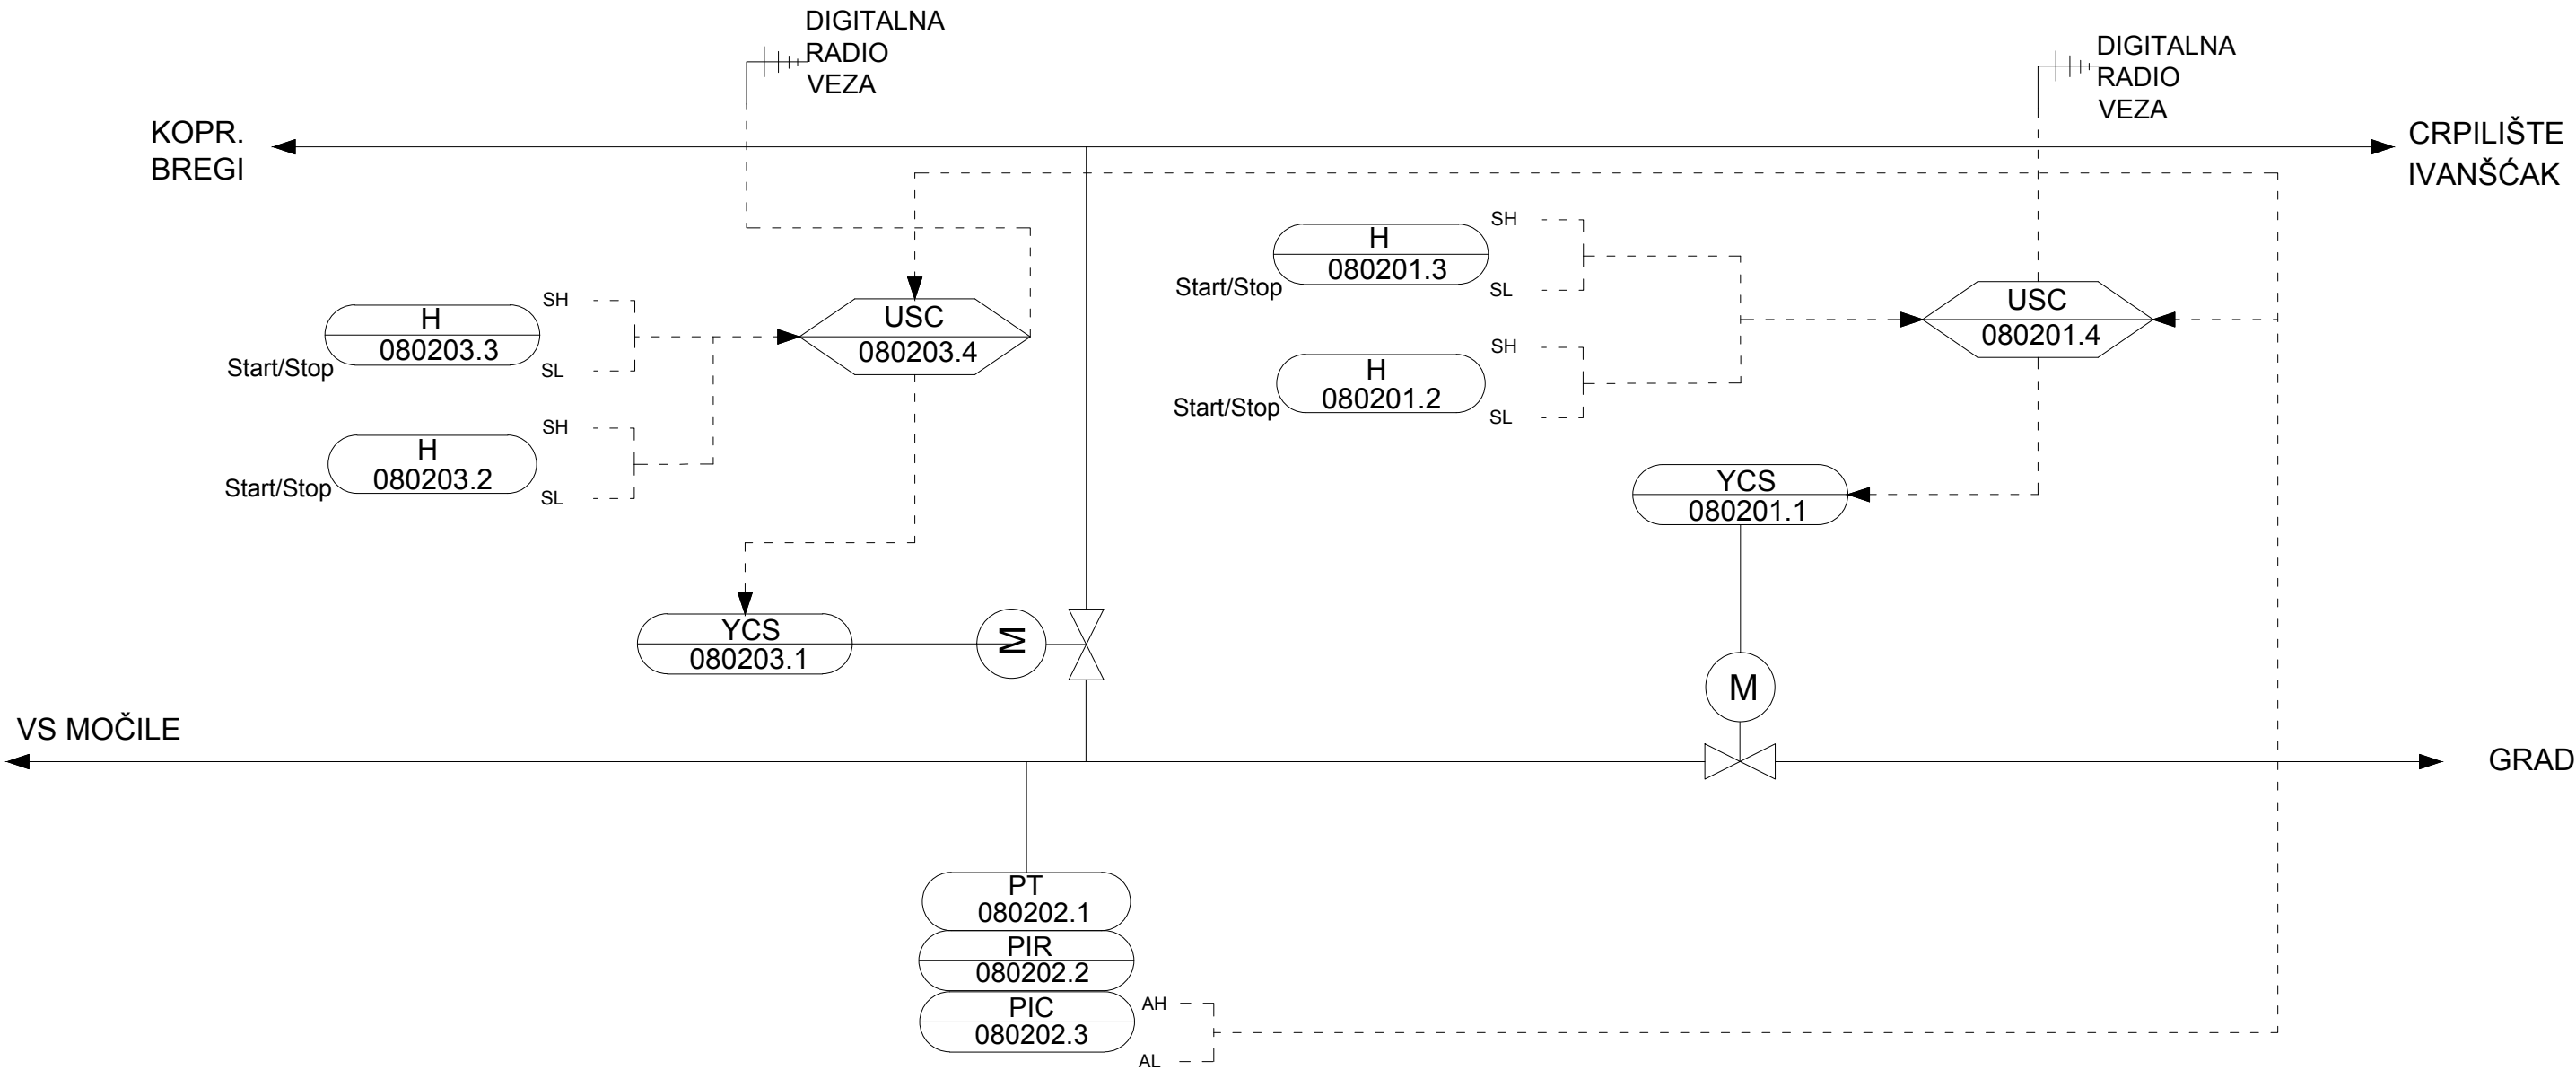 DIGITALNA
RADIO
VEZA
DIGITALNA
RADIO
VEZA
KOPR.
BREGI
CRPILIŠTE
IVANŠĆAK
H
080203.3
Start/Stop
SH
SL
H
080203.2
Start/Stop
SH
SL
USC
080203.4
H
080201.3
Start/Stop
SH
SL
H
080201.2
Start/Stop
SH
SL
USC
080201.4
YCS
080201.1
YCS
080203.1
M
M
VS MOČILE
GRAD
PT
080202.1
PIR
080202.2
PIC
080202.3
AH
AL